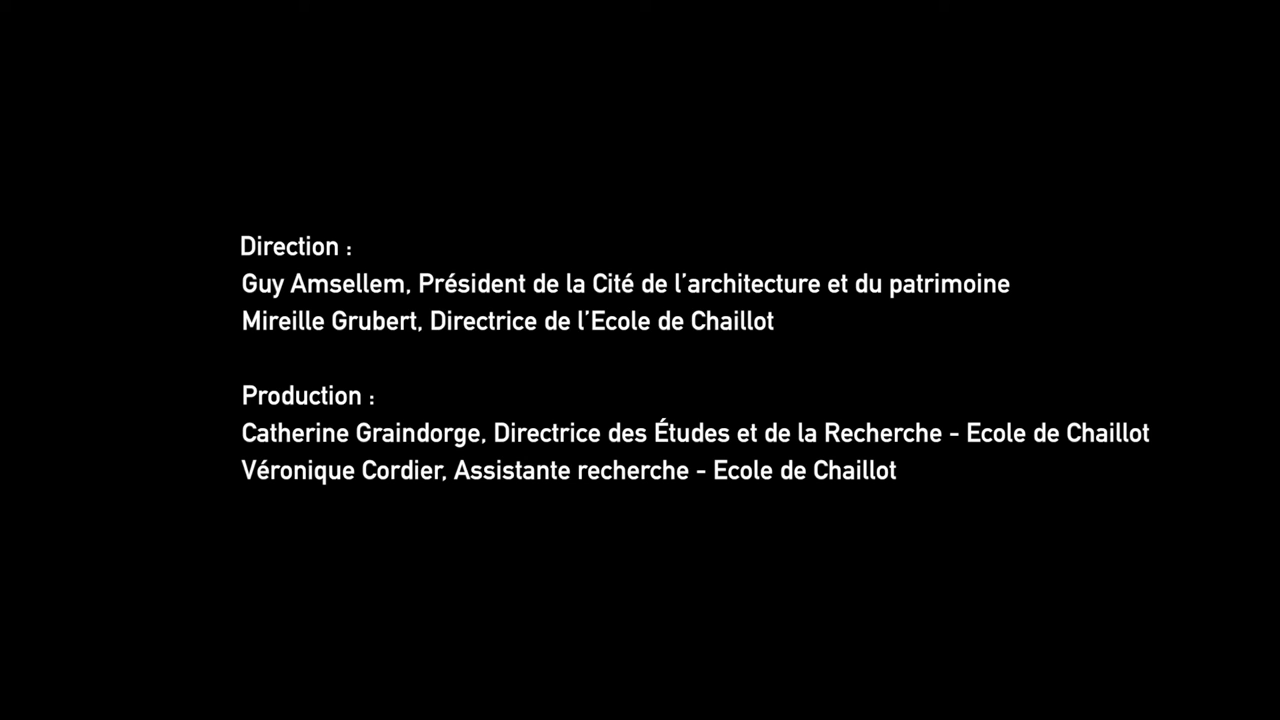 Direction :
Guy Amsellem, Président de la Cité de l’architecture et du patrimoine
Mireille Grubert, Directrice de l’Ecole de Chaillot
Production :
Catherine Graindorge, Directrice des Études et de la Recherche - Ecole de Chaillot
Véronique Cordier, Assistante recherche - Ecole de Chaillot